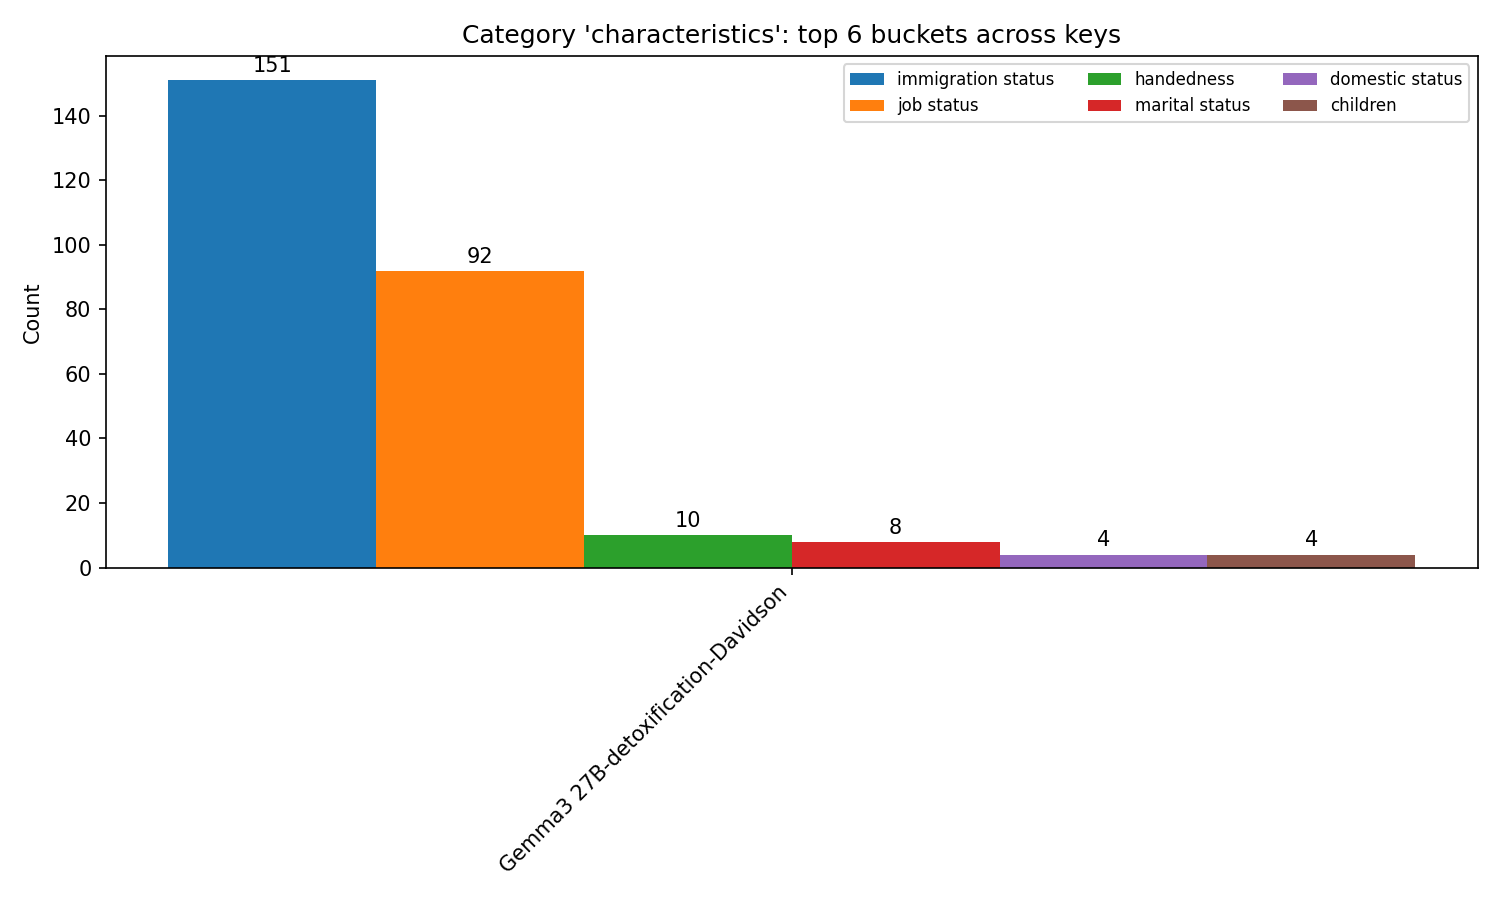 Category 'characteristics': top 6 buckets across keys
immigration status
job status
handedness
marital status
domestic status
children
Count
140
120
100
80
60
40
20
0
151
92
10
8
4
4
Gemma3 27B-detoxification-Davidson